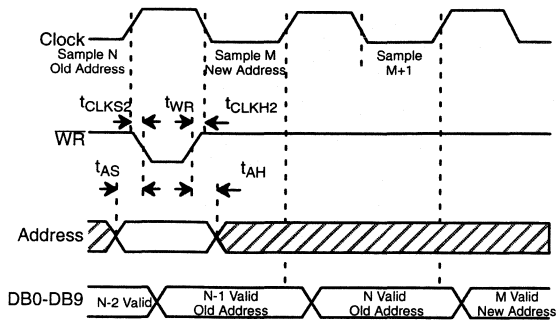 Clock
Sample N
Old Address
Sample M
New Address
Sample
M+1
tCLKS2
tWR
tCLKH2
WR
tAS
tAH
Address
DB0-DB9
N-2 Valid
N-1 Valid
Old Address
N Valid
Old Address
M Valid
New Address